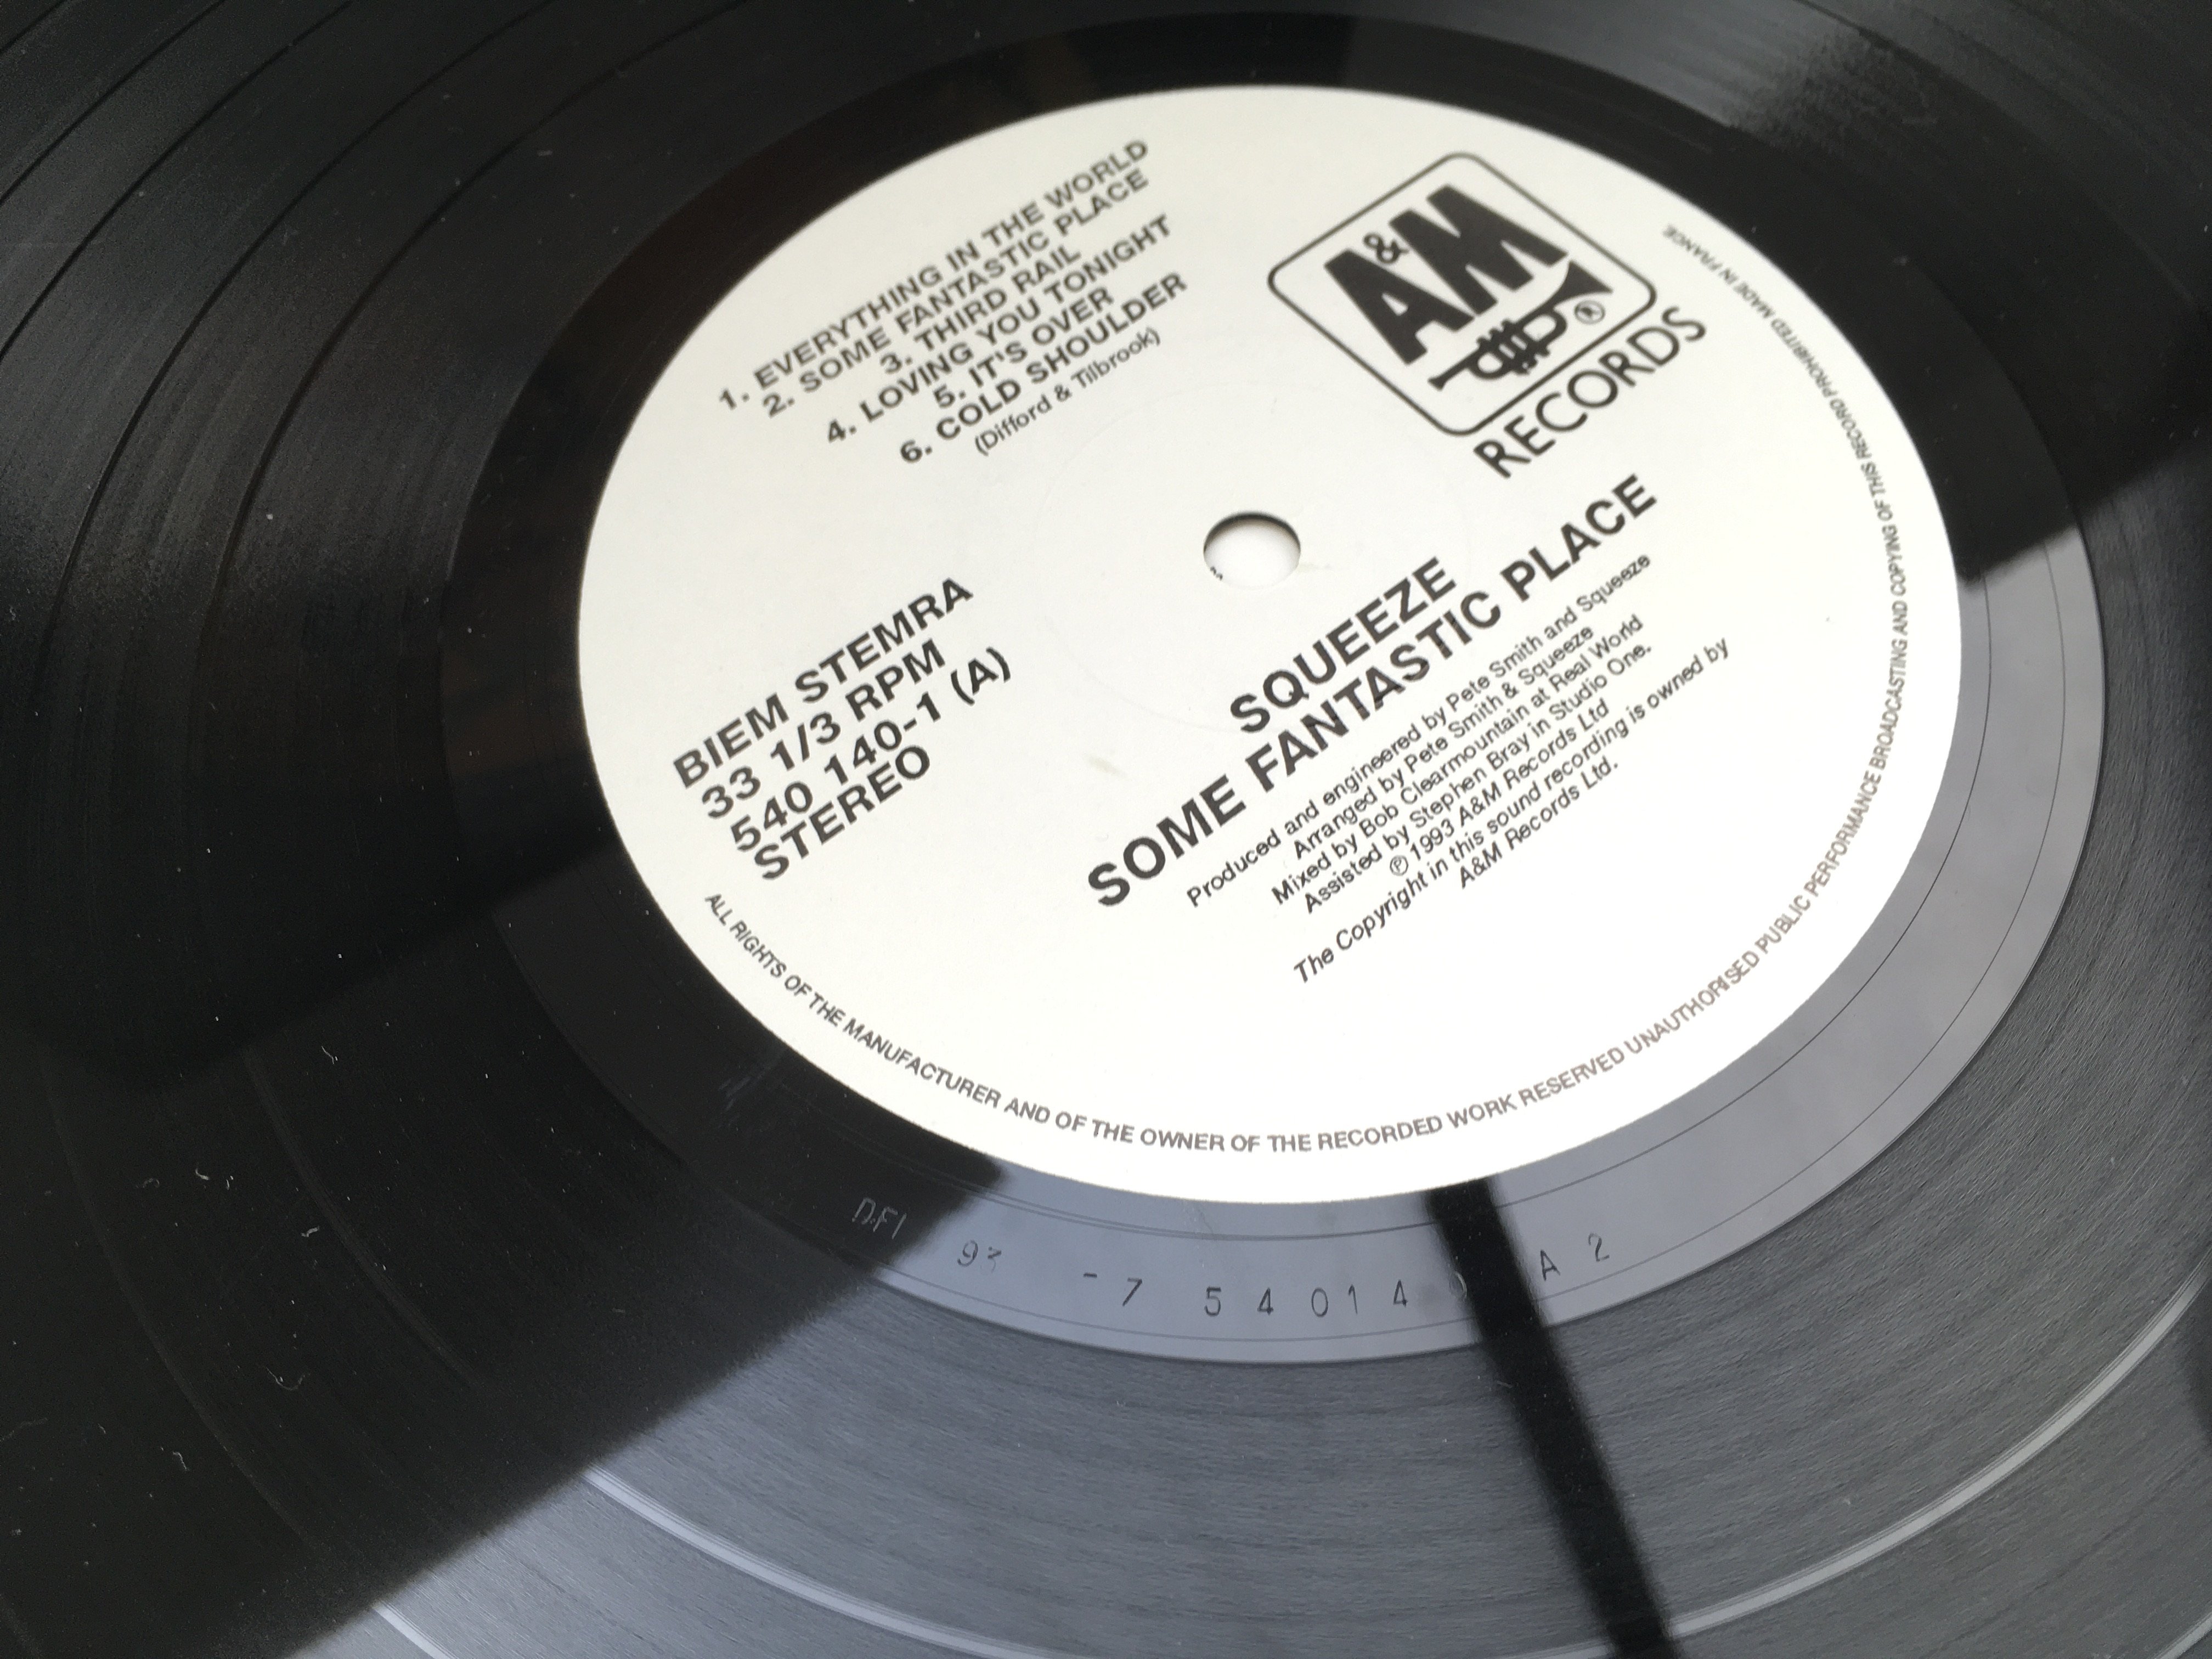 A&M
®
RECORDS
1. EVERYTHING IN THE WORLD
2. SOME FANTASTIC PLACE
3. THIRD RAIL
4. LOVING YOU TONIGHT
5. IT'S OVER
6. COLD SHOULDER
(Difford & Tilbrook)
BIEM STEMRA
33 1/3 RPM
540 140-1 (A)
STEREO
SQUEEZE
SOME FANTASTIC PLACE
Produced and engineered by Pete Smith and Squeeze
Arranged by Pete Smith & Squeeze
Mixed by Bob Clearmountain at Real World
Assisted by Stephen Bray in Studio One.
℗ 1993 A&M Records Ltd
The Copyright in this sound recording is owned by
A&M Records Ltd.
ALL RIGHTS OF THE MANUFACTURER AND OF THE OWNER OF THE RECORDED WORK RESERVED UNAUTHORISED PUBLIC PERFORMANCE BROADCASTING AND COPYING OF THIS RECORD PROHIBITED MADE IN FRANCE
93 - 7 54014 A 2